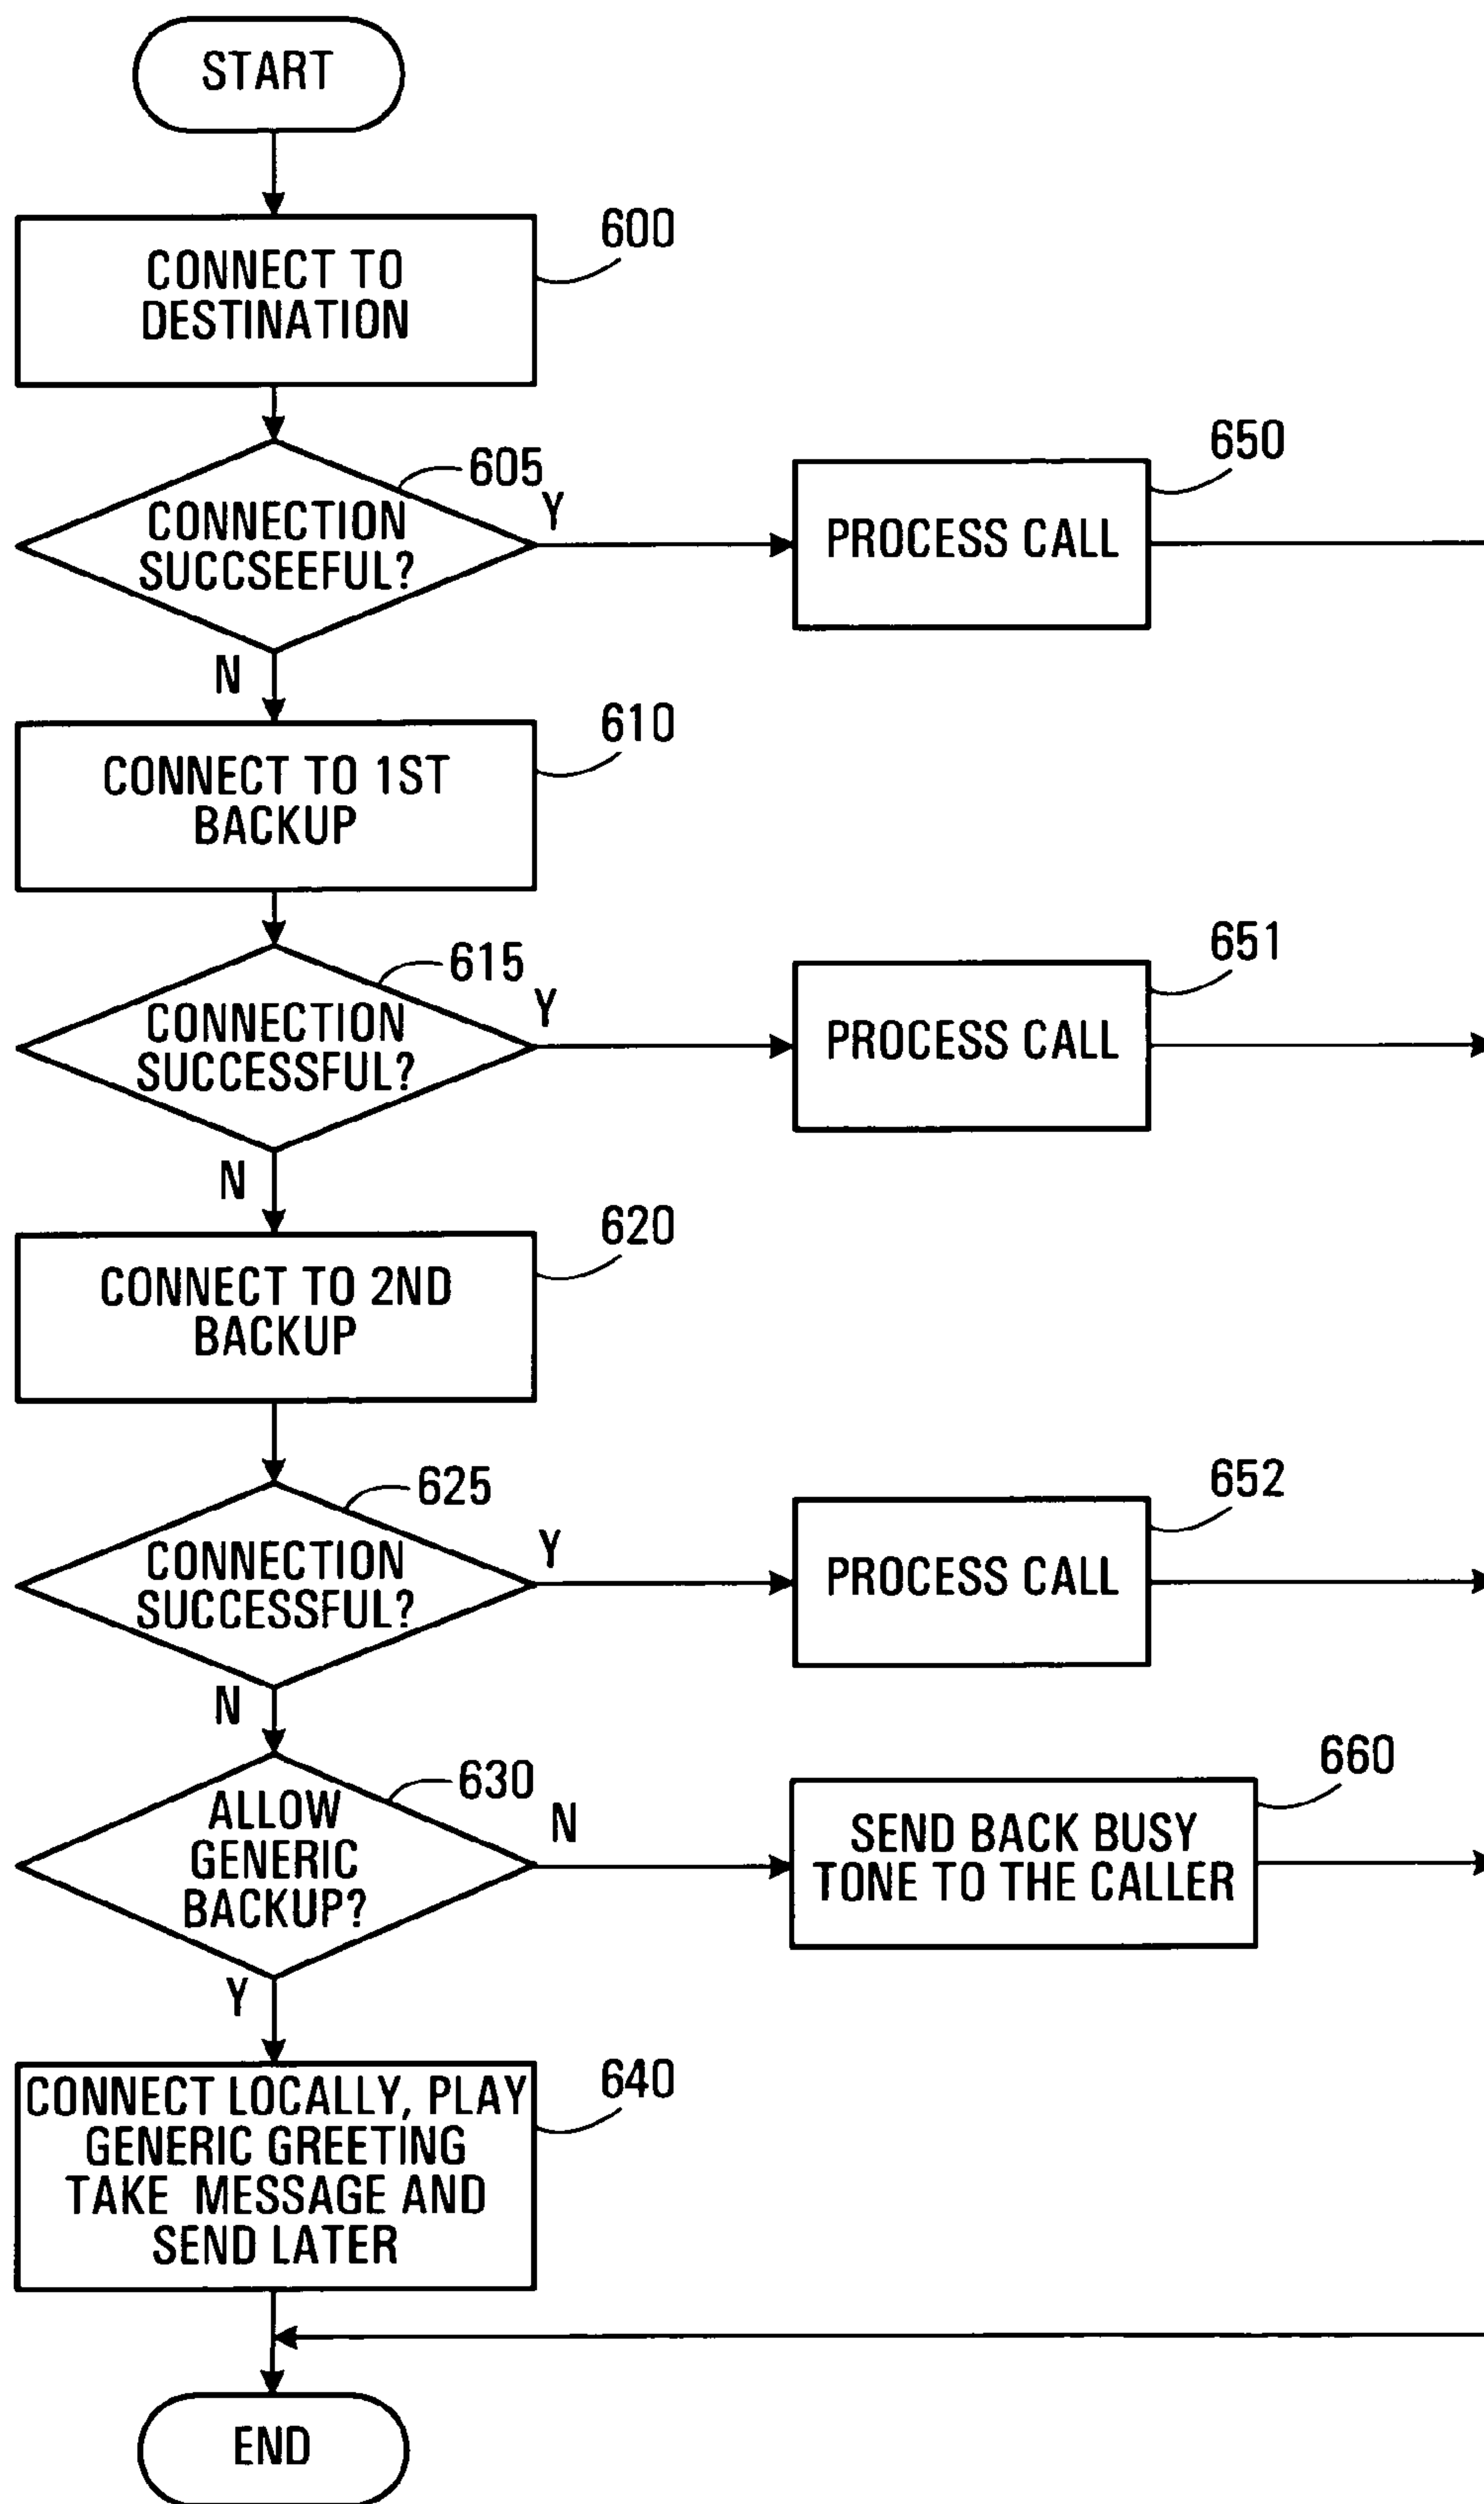 START
600
CONNECT TO
DESTINATION
605
Y
CONNECTION
SUCCSEEFUL?
N
650
PROCESS CALL
610
CONNECT TO 1ST
BACKUP
615
Y
CONNECTION
SUCCESSFUL?
N
651
PROCESS CALL
620
CONNECT TO 2ND
BACKUP
625
Y
CONNECTION
SUCCESSFUL?
N
652
PROCESS CALL
630
N
ALLOW
GENERIC
BACKUP?
Y
660
SEND BACK BUSY
TONE TO THE CALLER
640
CONNECT LOCALLY, PLAY
GENERIC GREETING
TAKE MESSAGE AND
SEND LATER
END